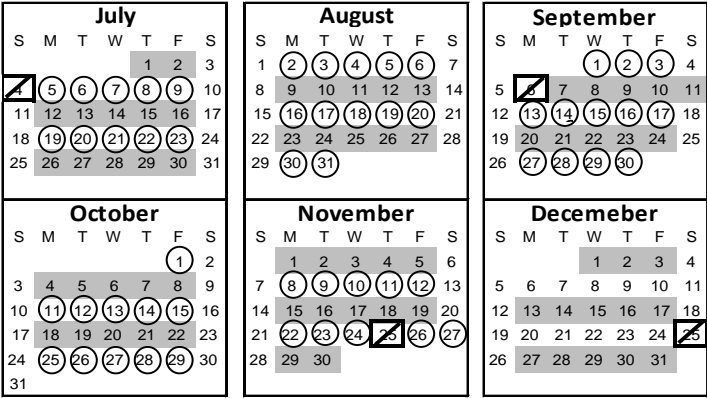 July
S M T W T F S
1 2 3
4 5 6 7 8 9 10
11 12 13 14 15 16 17
18 19 20 21 22 23 24
25 26 27 28 29 30 31
August
S M T W T F S
1 2 3 4 5 6 7
8 9 10 11 12 13 14
15 16 17 18 19 20 21
22 23 24 25 26 27 28
29 30 31
September
S M T W T F S
1 2 3 4
5 6 7 8 9 10 11
12 13 14 15 16 17 18
19 20 21 22 23 24 25
26 27 28 29 30
October
S M T W T F S
1 2
3 4 5 6 7 8 9
10 11 12 13 14 15 16
17 18 19 20 21 22 23
24 25 26 27 28 29 30
31
November
S M T W T F S
1 2 3 4 5 6
7 8 9 10 11 12 13
14 15 16 17 18 19 20
21 22 23 24 25 26 27
28 29 30
Decemeber
S M T W T F S
1 2 3 4
5 6 7 8 9 10 11
12 13 14 15 16 17 18
19 20 21 22 23 24 25
26 27 28 29 30 31